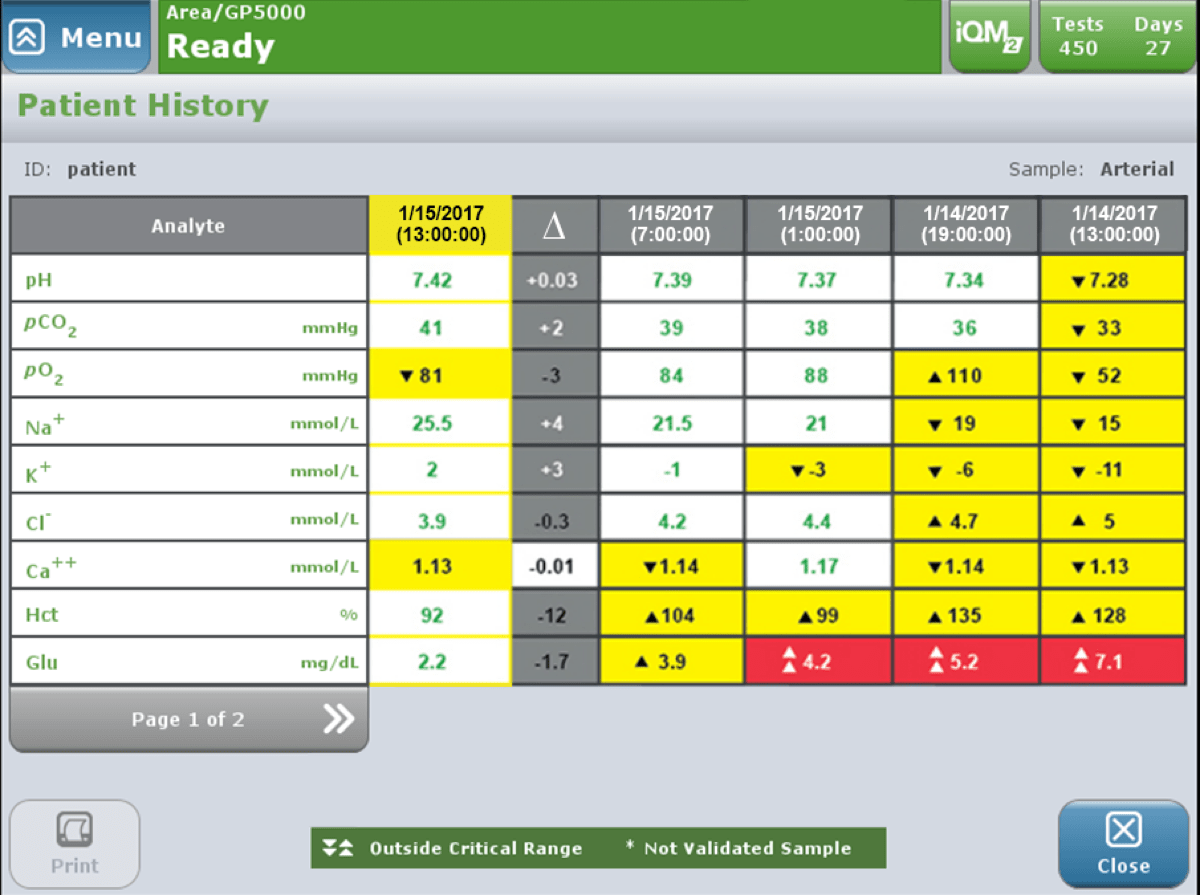 Menu
Area/GP5000
Ready
iQM2
Tests Days
450 27
Patient History
ID: patient Sample: Arterial
Analyte 1/15/2017 (13:00:00) Δ 1/15/2017 (7:00:00) 1/15/2017 (1:00:00) 1/14/2017 (19:00:00) 1/14/2017 (13:00:00)
pH 7.42 +0.03 7.39 7.37 7.34 ▼7.28
pCO₂ mmHg 41 +2 39 38 36 ▼ 33
pO₂ mmHg ▼81 -3 84 88 ▲110 ▼ 52
Na⁺ mmol/L 25.5 +4 21.5 21 ▼ 19 ▼ 15
K⁺ mmol/L 2 +3 -1 ▼-3 ▼ -6 ▼ -11
Cl⁻ mmol/L 3.9 -0.3 4.2 4.4 ▲ 4.7 ▲ 5
Ca⁺⁺ mmol/L 1.13 -0.01 ▼1.14 1.17 ▼1.14 ▼1.13
Hct % 92 -12 ▲104 ▲99 ▲135 ▲128
Glu mg/dL 2.2 -1.7 ▲ 3.9 4.2 5.2 7.1
Page 1 of 2
Print
Outside Critical Range * Not Validated Sample
Close